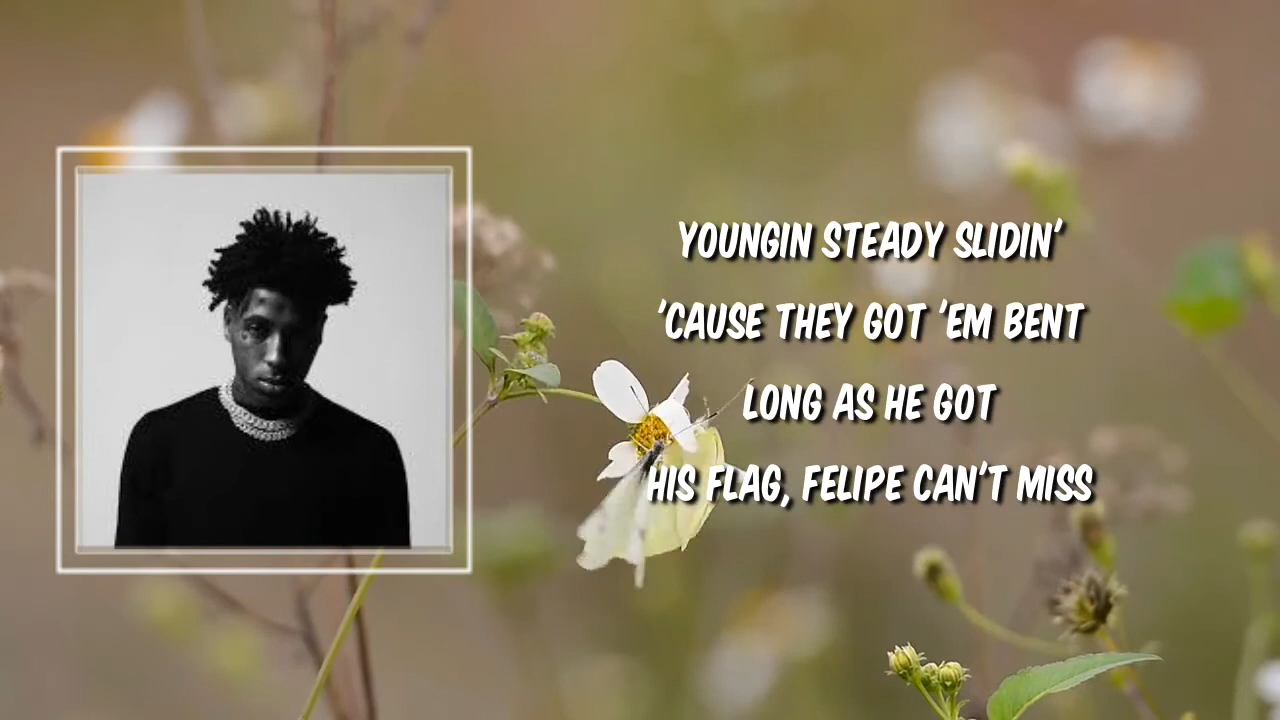 YOUNGIN STEADY SLIDIN'
'CAUSE THEY GOT 'EM BENT
LONG AS HE GOT
HIS FLAG, FELIPE CAN'T MISS